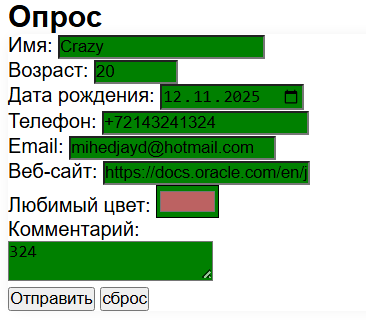 Опрос
Имя: Crazy
Возраст: 20
Дата рождения: 12.11.2025
Телефон: +72143241324
Email: mihedjayd@hotmail.com
Веб-сайт: https://docs.oracle.com/en/j
Любимый цвет:
Комментарий:
324
Отправить сброс